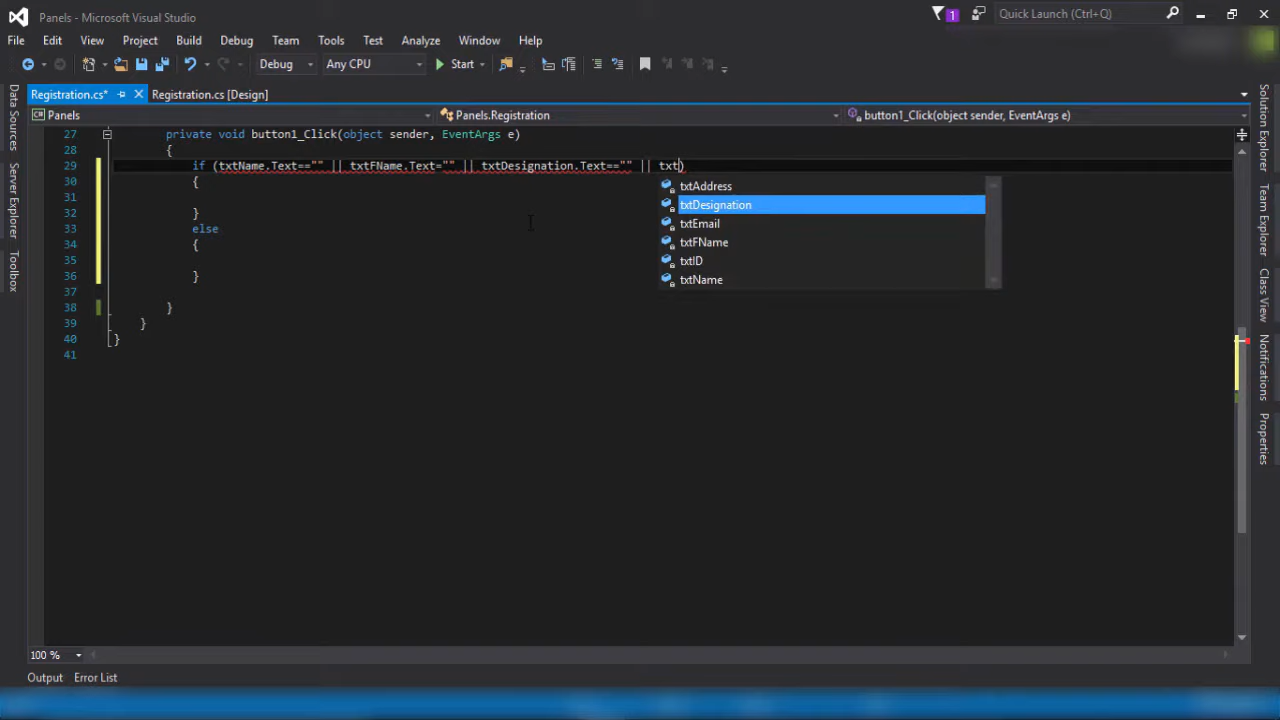 Panels - Microsoft Visual Studio
1
Quick Launch (Ctrl+Q)
File Edit View Project Build Debug Team Tools Test Analyze Window Help
Debug Any CPU Start
Registration.cs* Registration.cs [Design]
Panels Panels.Registration button1_Click(object sender, EventArgs e)
27 private void button1_Click(object sender, EventArgs e)
28 {
29 if (txtName.Text=="" || txtFName.Text="" || txtDesignation.Text=="" || txt)
30 {
31
32 }
33 else
34 {
35
36 }
37
38 }
39 }
40 }
41
txtAddress
txtDesignation
txtEmail
txtFName
txtID
txtName
Data Sources
Server Explorer
Toolbox
Solution Explorer
Team Explorer
Class View
Notifications
Properties
100 %
Output Error List